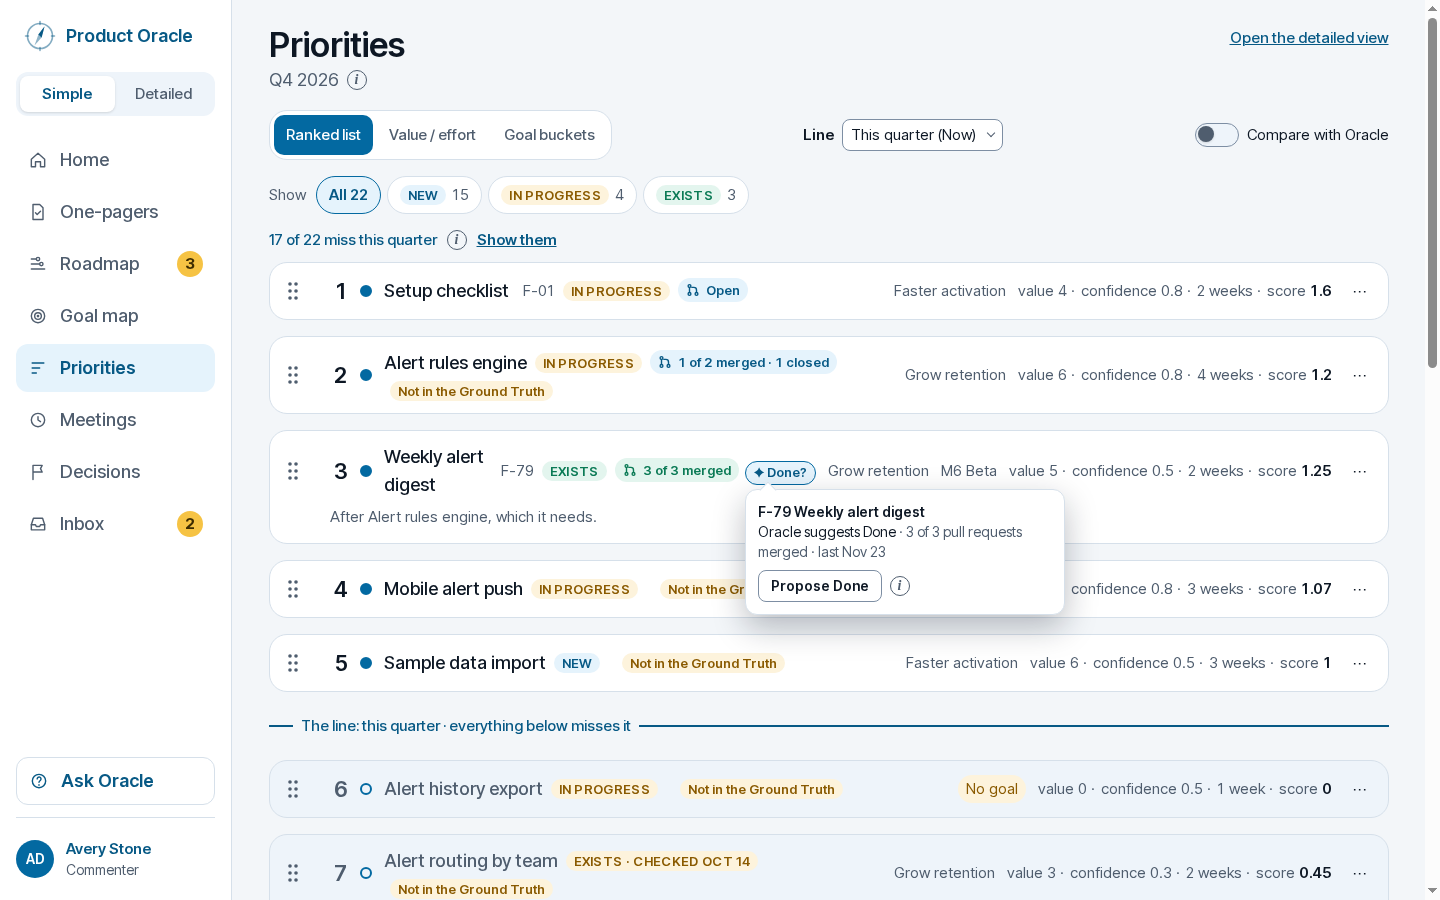 Product Oracle
Simple
Detailed
Home
One-pagers
Roadmap 3
Goal map
Priorities
Meetings
Decisions
Inbox 2
Ask Oracle
AD
Avery Stone
Commenter
Priorities
Open the detailed view
Q4 2026 i
Ranked list
Value / effort
Goal buckets
Line This quarter (Now)
Compare with Oracle
Show All 22 NEW 15 IN PROGRESS 4 EXISTS 3
17 of 22 miss this quarter i Show them
1 Setup checklist F-01 IN PROGRESS Open Faster activation value 4 · confidence 0.8 · 2 weeks · score 1.6 ...
2 Alert rules engine IN PROGRESS 1 of 2 merged · 1 closed
Not in the Ground Truth
Grow retention value 6 · confidence 0.8 · 4 weeks · score 1.2 ...
3 Weekly alert digest F-79 EXISTS 3 of 3 merged Done? Grow retention M6 Beta value 5 · confidence 0.5 · 2 weeks · score 1.25 ...
After Alert rules engine, which it needs.
F-79 Weekly alert digest
Oracle suggests Done · 3 of 3 pull requests
merged · last Nov 23
Propose Done i
4 Mobile alert push IN PROGRESS Not in the Gr confidence 0.8 · 3 weeks · score 1.07 ...
5 Sample data import NEW Not in the Ground Truth Faster activation value 6 · confidence 0.5 · 3 weeks · score 1 ...
The line: this quarter · everything below misses it
6 Alert history export IN PROGRESS Not in the Ground Truth No goal value 0 · confidence 0.5 · 1 week · score 0 ...
7 Alert routing by team EXISTS · CHECKED OCT 14
Not in the Ground Truth
Grow retention value 3 · confidence 0.3 · 2 weeks · score 0.45 ...